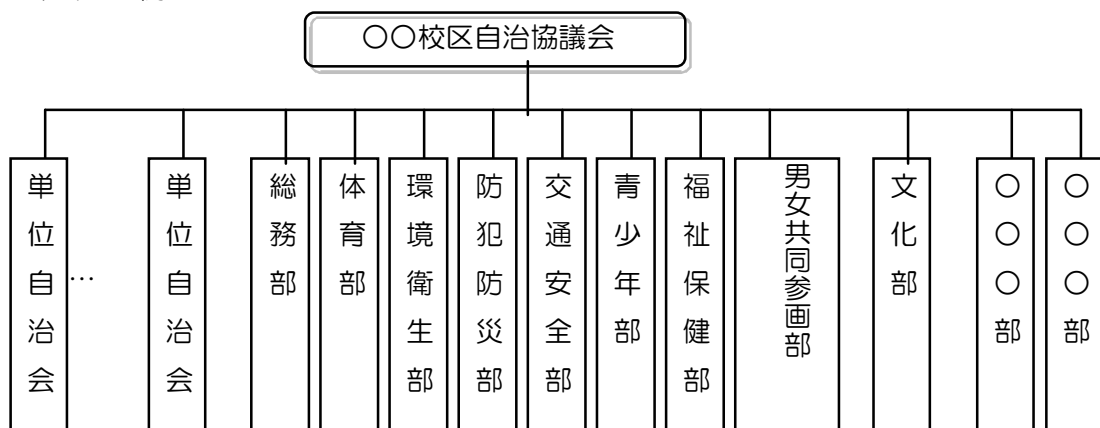 〇〇校区自治協議会
単位自治会
…
単位自治会
総務部
体育部
環境衛生部
防犯防災部
交通安全部
青少年部
福祉保健部
男女共同参画部
文化部
〇〇〇部
〇〇〇部